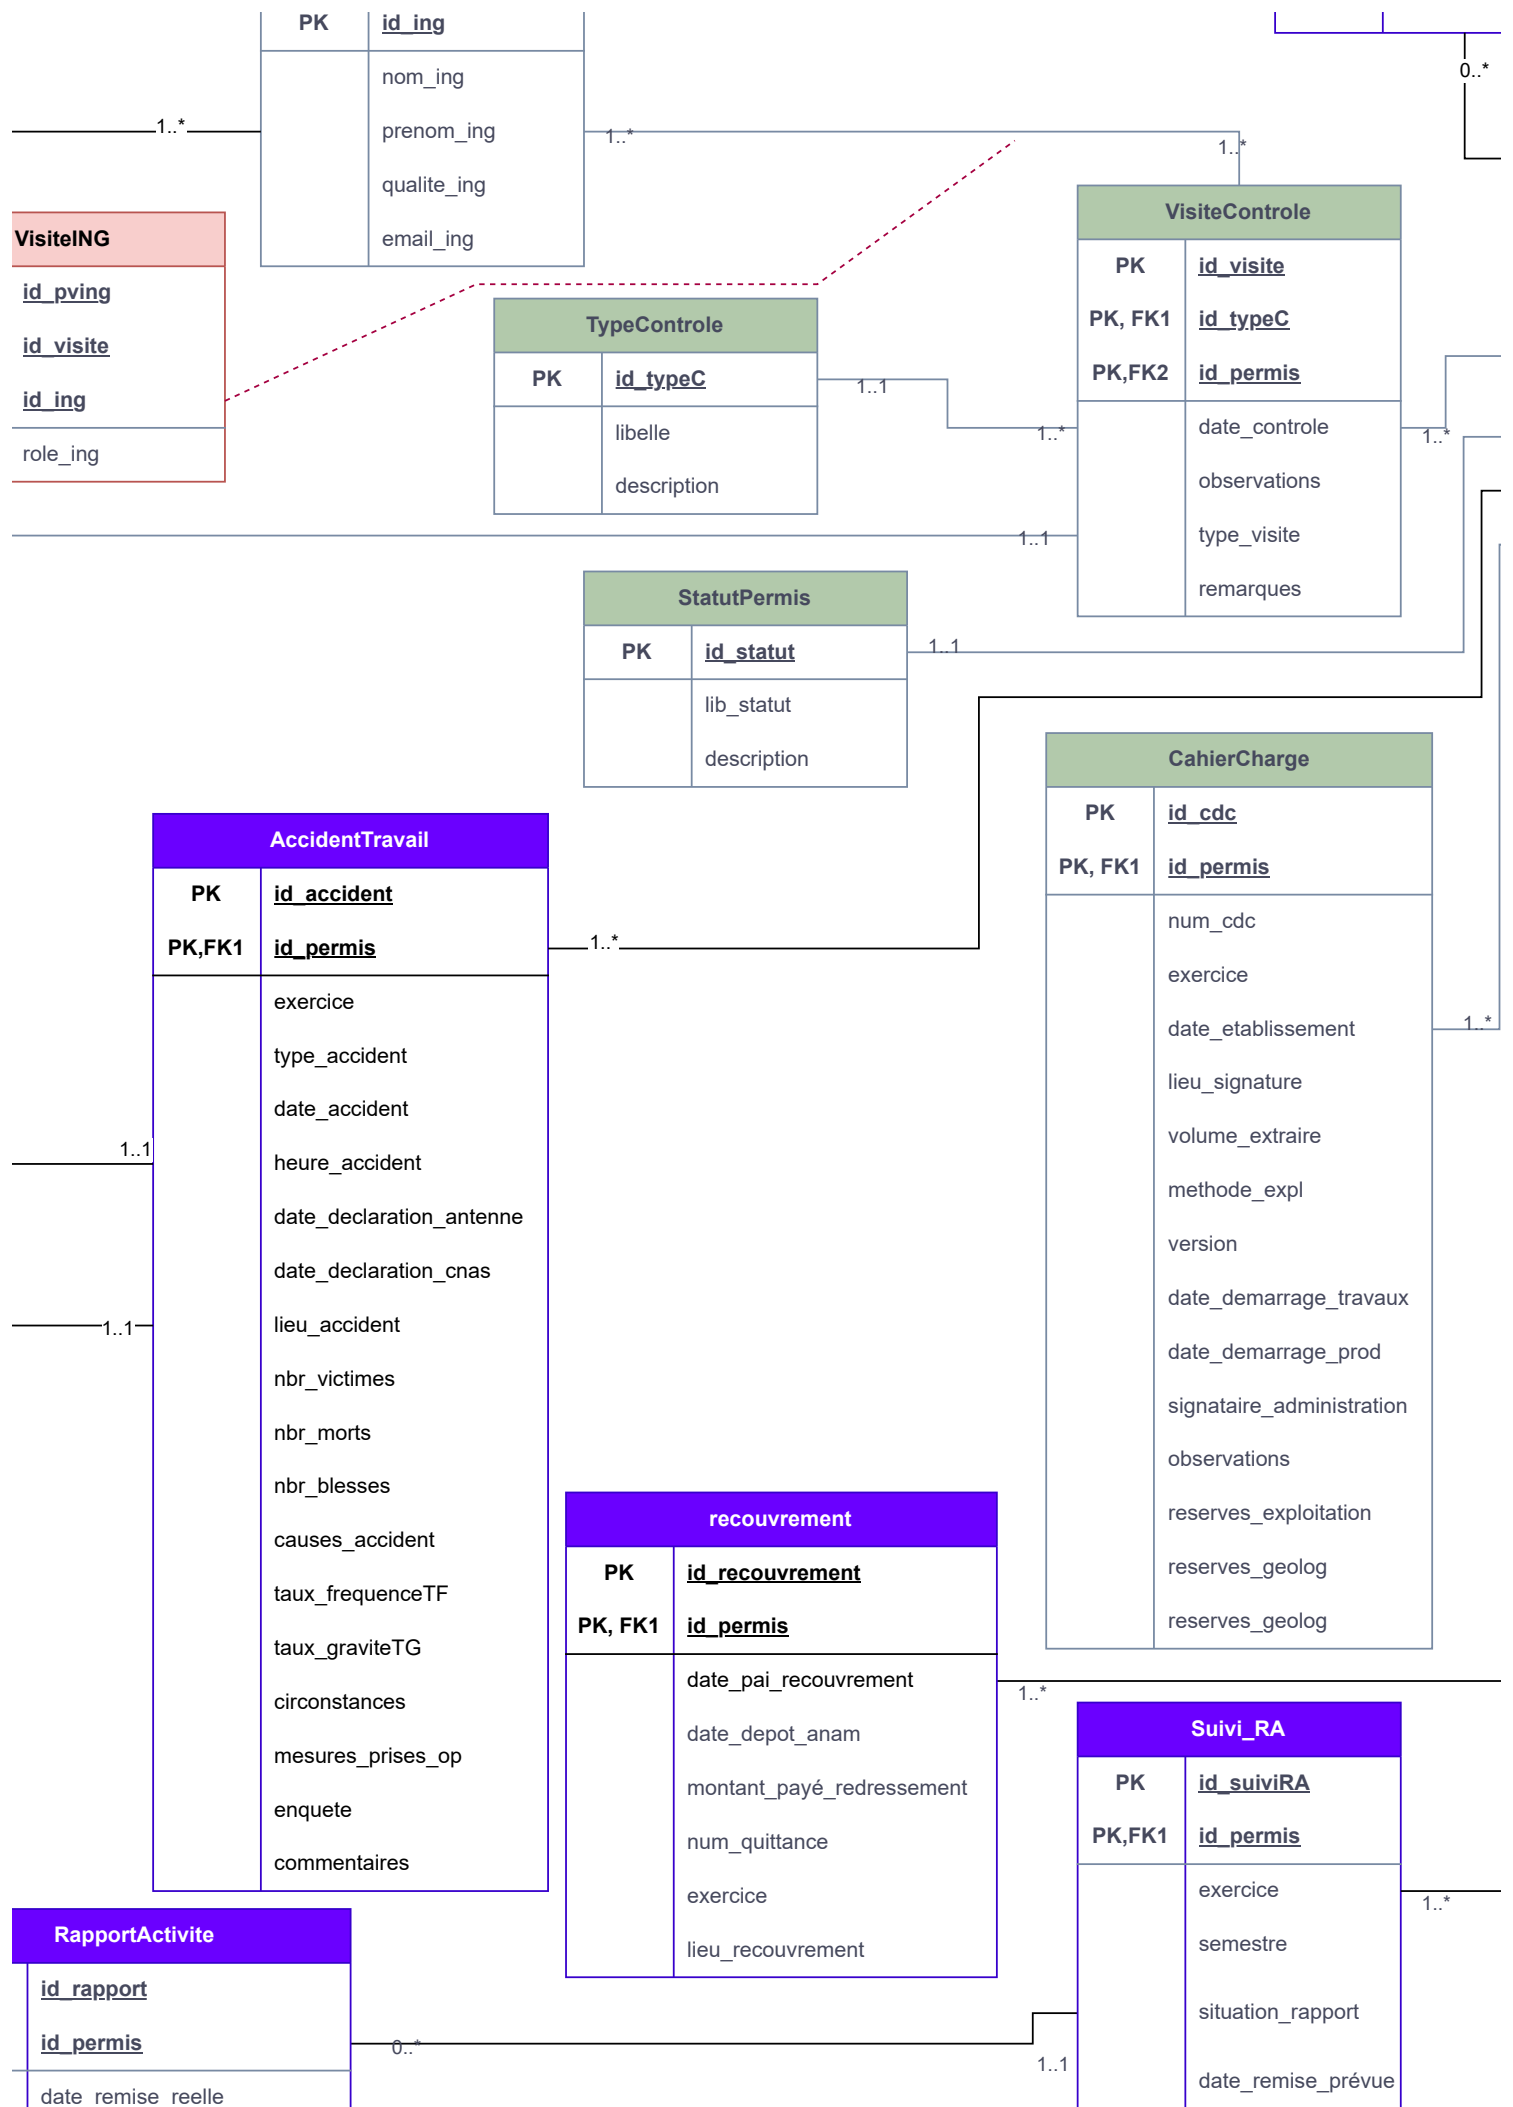 PK id_ing
nom_ing
prenom_ing
qualite_ing
email_ing
1..*
1..*
1..*
0..*
VisiteING
id_pving
id_visite
id_ing
role_ing
TypeControle
PK id_typeC
libelle
description
1..1
1..*
VisiteControle
PK id_visite
PK, FK1 id_typeC
PK,FK2 id_permis
date_controle
observations
type_visite
remarques
1..*
1..1
StatutPermis
PK id_statut
lib_statut
description
1..1
CahierCharge
PK id_cdc
PK, FK1 id_permis
num_cdc
exercice
date_etablissement
lieu_signature
volume_extraire
methode_expl
version
date_demarrage_travaux
date_demarrage_prod
signataire_administration
observations
reserves_exploitation
reserves_geolog
reserves_geolog
1..*
AccidentTravail
PK id_accident
PK,FK1 id_permis
exercice
type_accident
date_accident
heure_accident
date_declaration_antenne
date_declaration_cnas
lieu_accident
nbr_victimes
nbr_morts
nbr_blesses
causes_accident
taux_frequenceTF
taux_graviteTG
circonstances
mesures_prises_op
enquete
commentaires
1..*
1..1
1..1
recouvrement
PK id_recouvrement
PK, FK1 id_permis
date_pai_recouvrement
date_depot_anam
montant_payé_redressement
num_quittance
exercice
lieu_recouvrement
1..*
Suivi_RA
PK id_suiviRA
PK,FK1 id_permis
exercice
semestre
situation_rapport
date_remise_prévue
1..*
1..1
RapportActivite
id_rapport
id_permis
date_remise_reelle
0..*